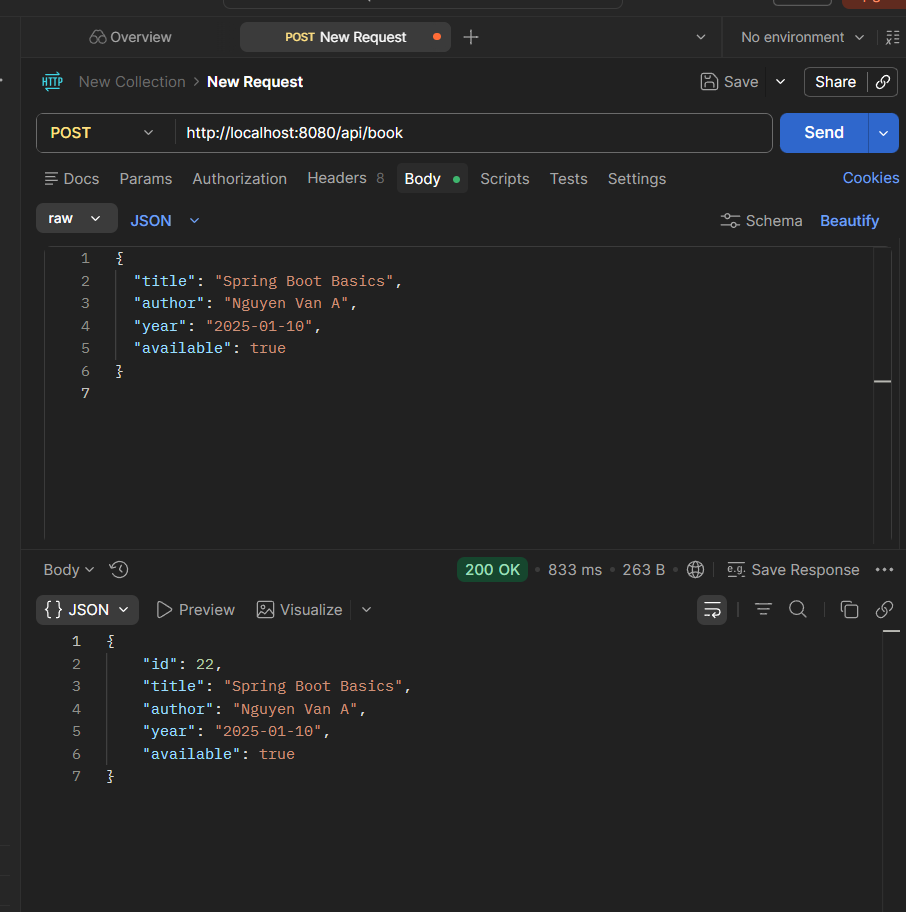 Overview
POST New Request
No environment
HTTP New Collection > New Request
Save
Share
POST
http://localhost:8080/api/book
Send
Docs Params Authorization Headers 8 Body Scripts Tests Settings Cookies
raw JSON Schema Beautify
1 {
2 "title": "Spring Boot Basics",
3 "author": "Nguyen Van A",
4 "year": "2025-01-10",
5 "available": true
6 }
7
Body 200 OK • 833 ms • 263 B • e.g. Save Response
{} JSON Preview Visualize
1 {
2 "id": 22,
3 "title": "Spring Boot Basics",
4 "author": "Nguyen Van A",
5 "year": "2025-01-10",
6 "available": true
7 }